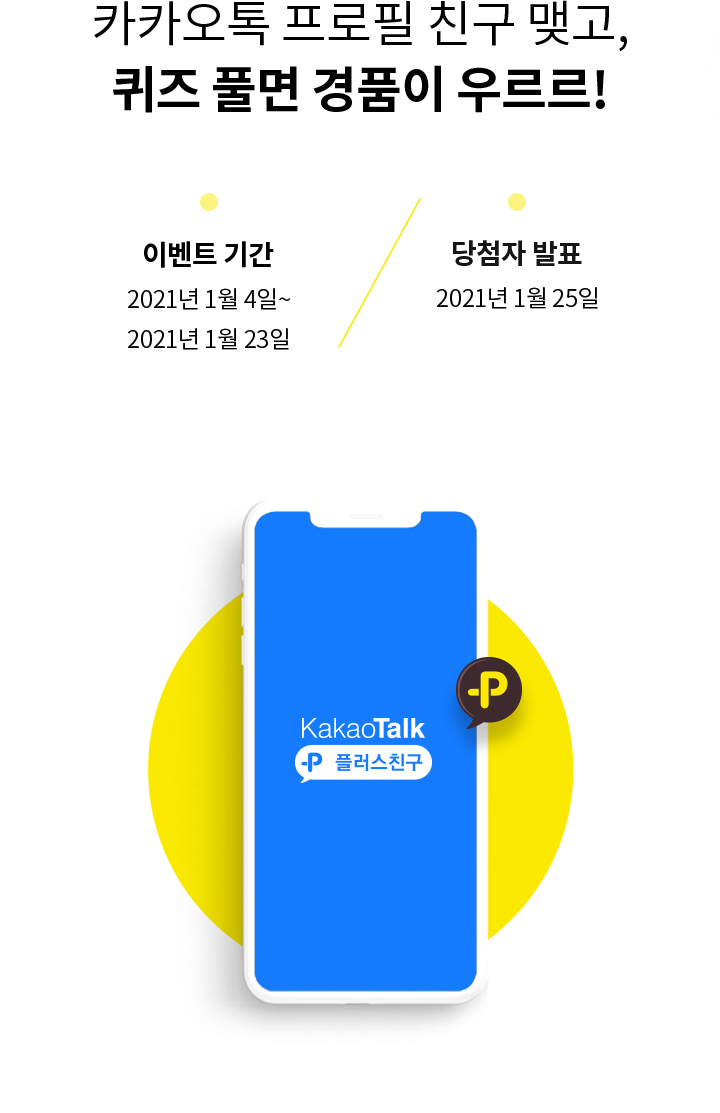 카카오톡 프로필 친구 맺고,
퀴즈 풀면 경품이 우르르!
이벤트 기간
2021년 1월 4일~
2021년 1월 23일
당첨자 발표
2021년 1월 25일
KakaoTalk
플러스친구